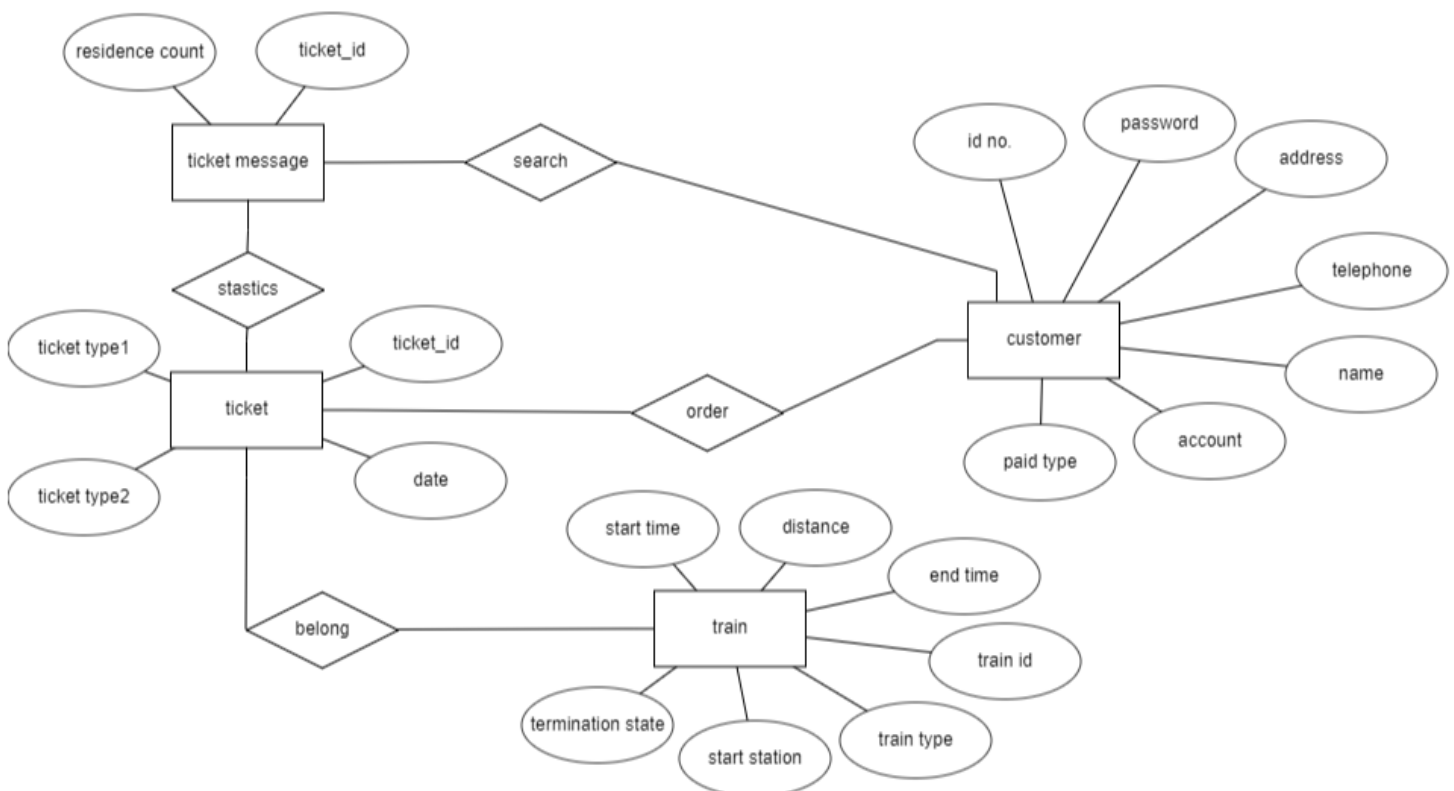 residence count
ticket_id
ticket message
search
id no.
password
address
telephone
stastics
customer
ticket type1
ticket_id
name
ticket
order
account
paid type
date
ticket type2
start time
distance
end time
belong
train
train id
termination state
start station
train type